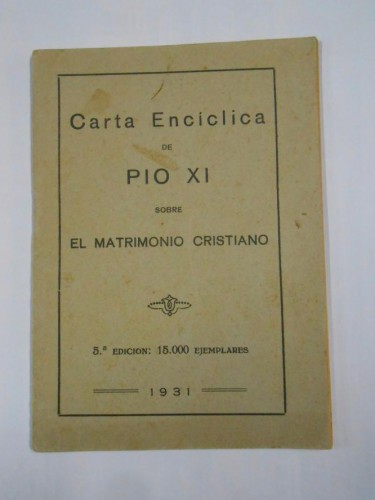 Carta Encíclica
DE
PIO XI
SOBRE
EL MATRIMONIO CRISTIANO
5.ª EDICION: 15.000 EJEMPLARES
1931